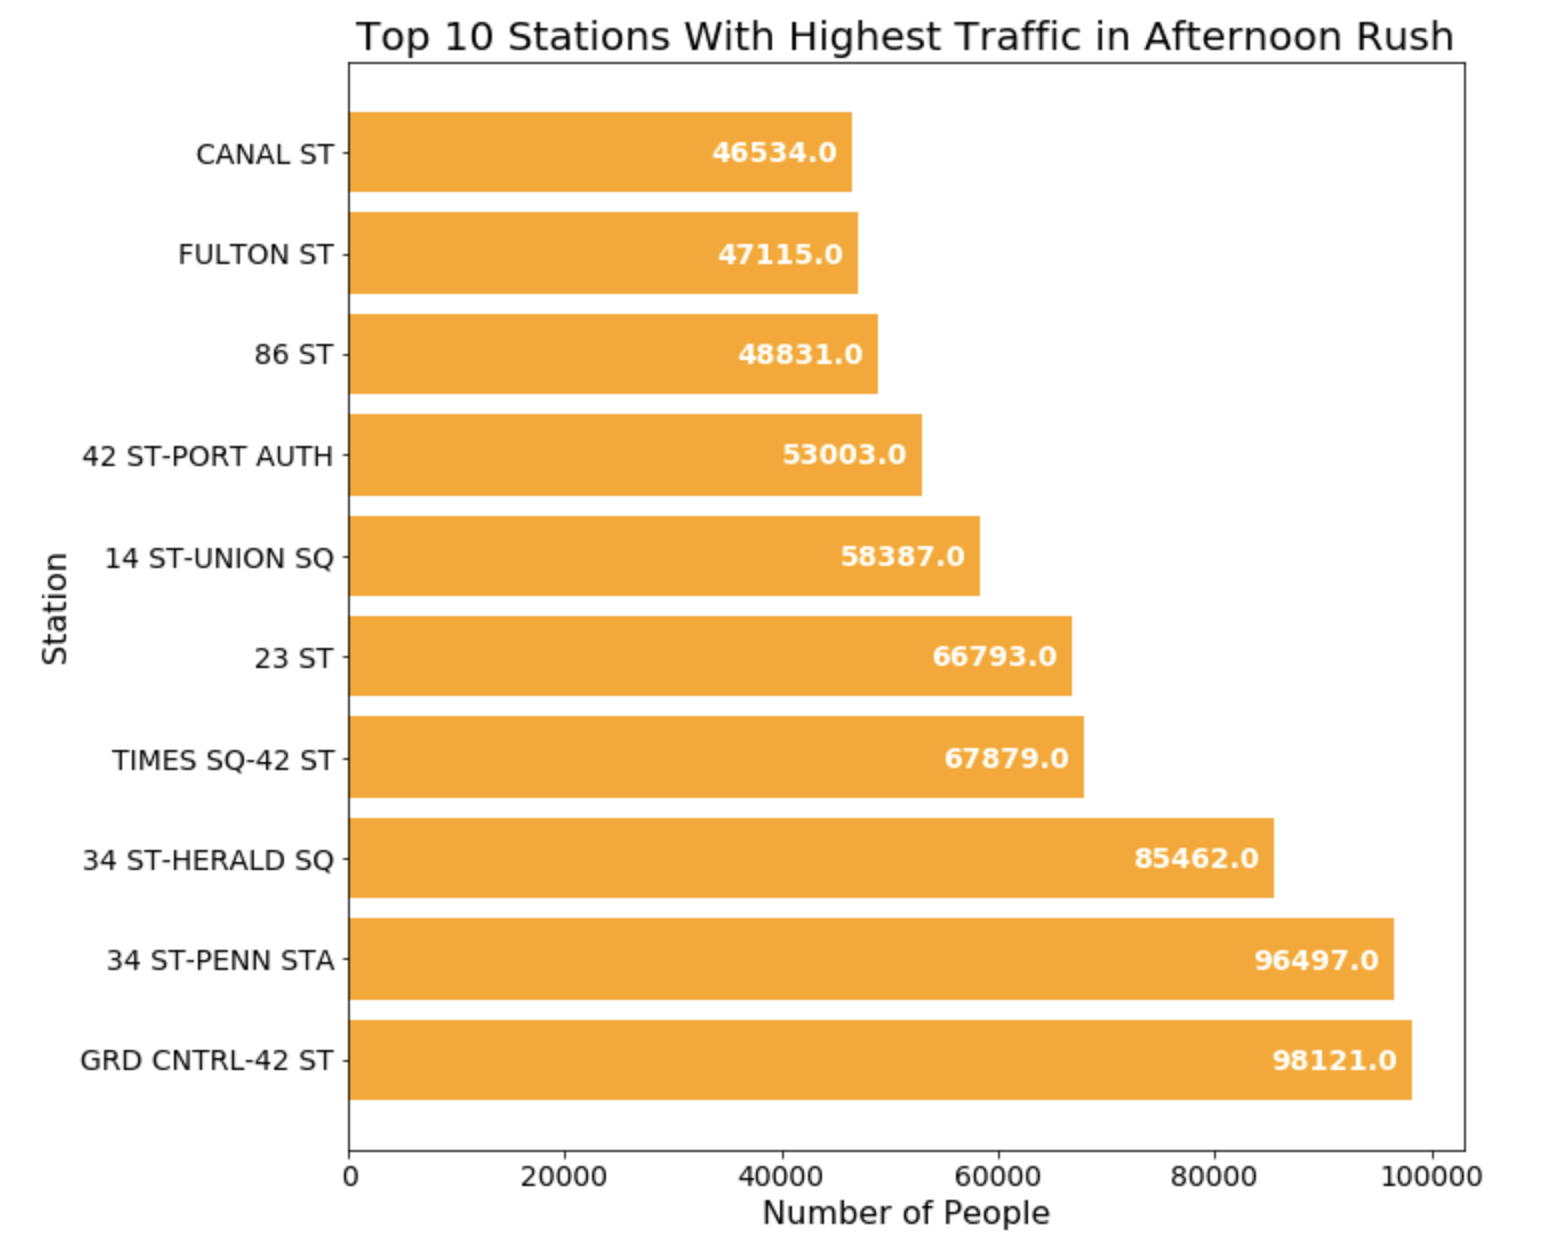 Top 10 Stations With Highest Traffic in Afternoon Rush
CANAL ST 46534.0
FULTON ST 47115.0
86 ST 48831.0
42 ST-PORT AUTH 53003.0
14 ST-UNION SQ 58387.0
23 ST 66793.0
TIMES SQ-42 ST 67879.0
34 ST-HERALD SQ 85462.0
34 ST-PENN STA 96497.0
GRD CNTRL-42 ST 98121.0
Station
0 20000 40000 60000 80000 100000
Number of People